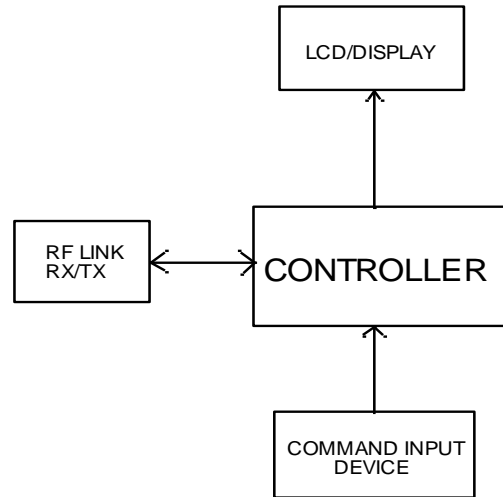 LCD/DISPLAY
RF LINK
RX/TX
CONTROLLER
COMMAND INPUT
DEVICE